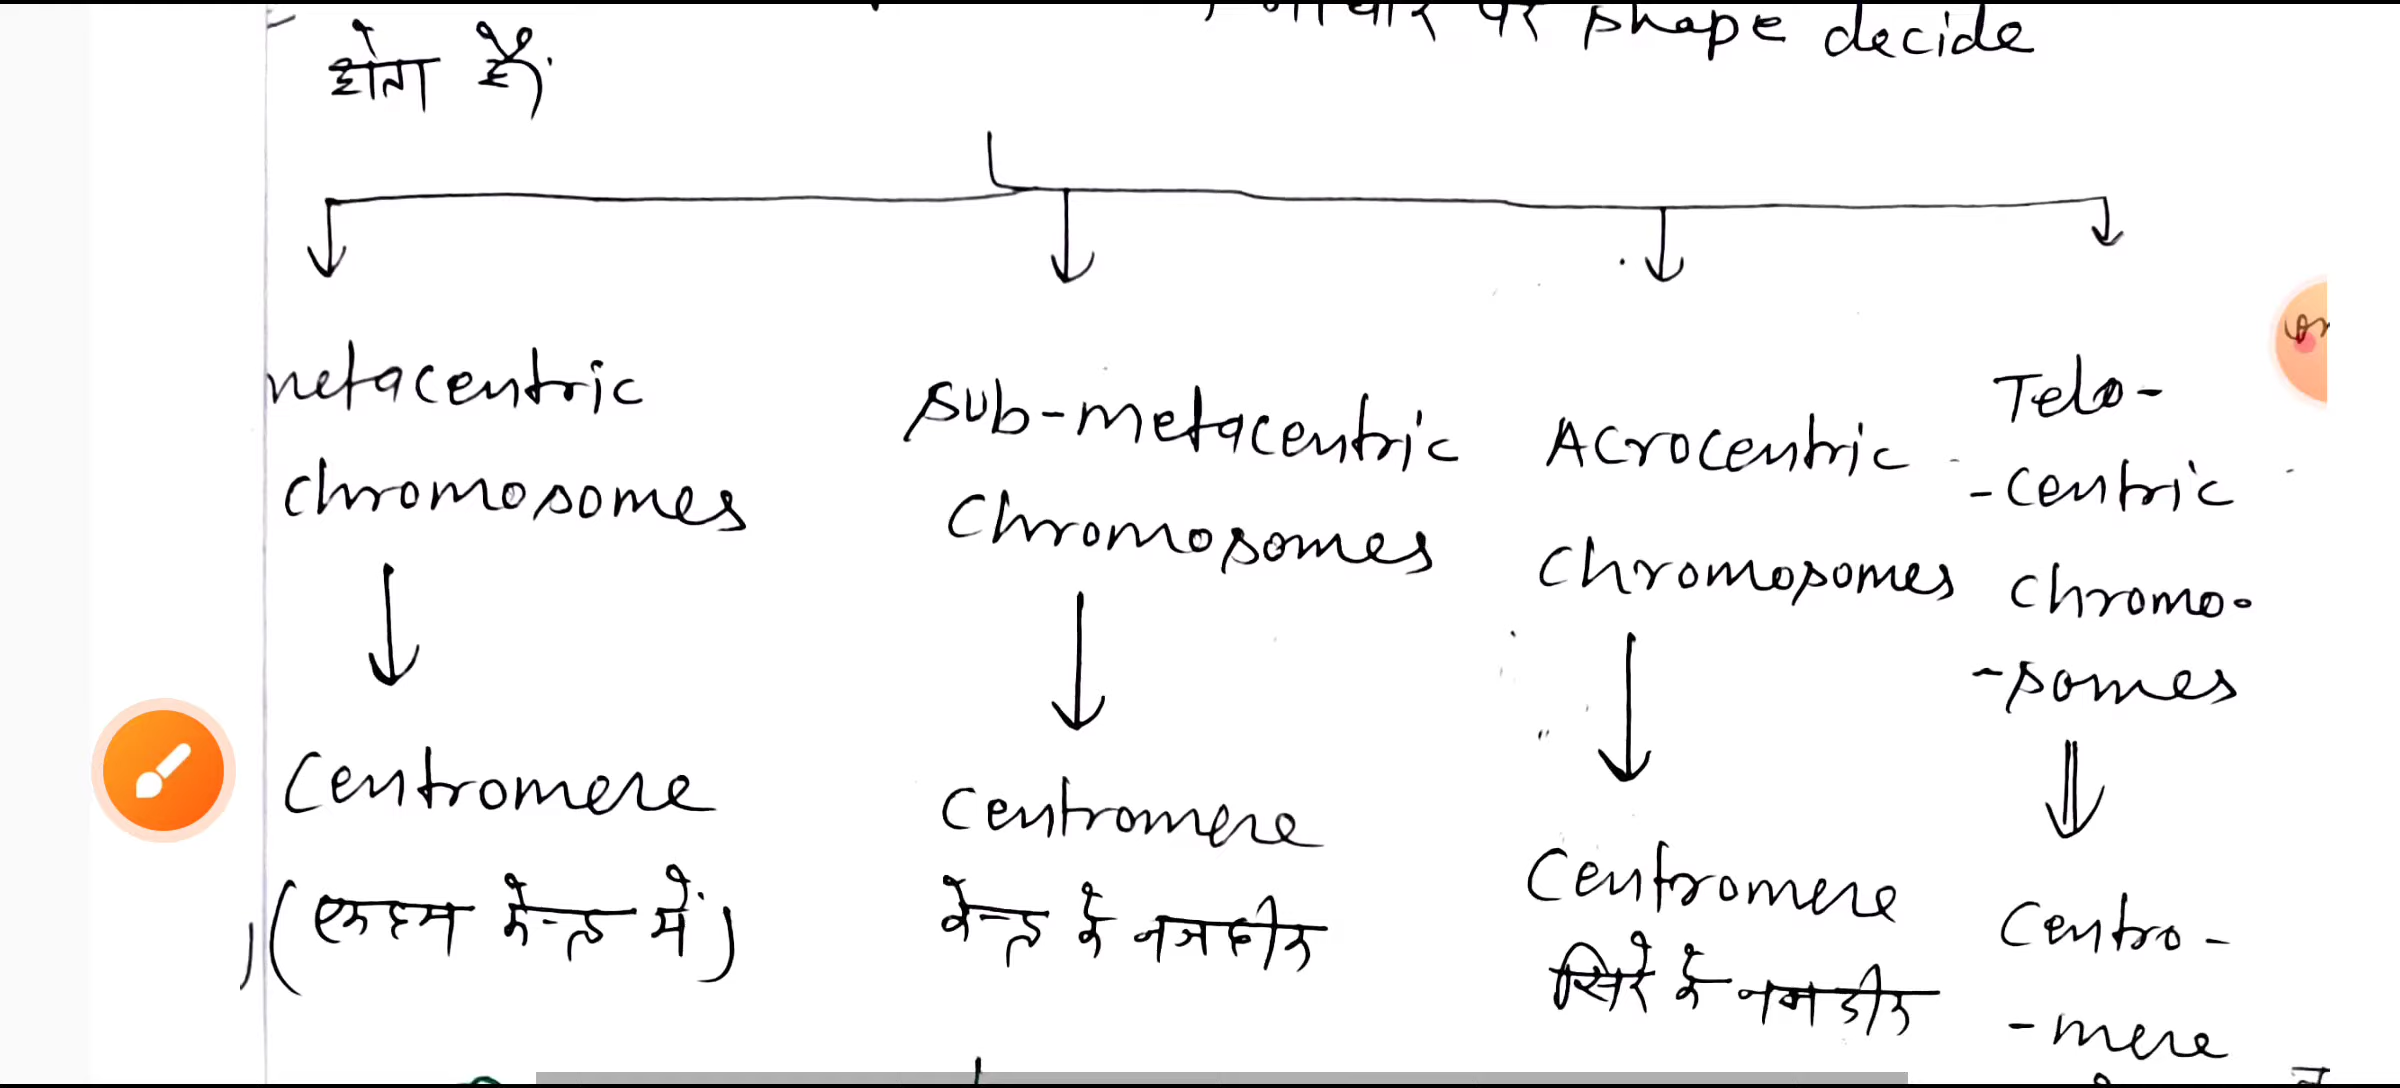 पर shape decide
होता है।
metacentric
chromosomes
Centromere
(एकदम केन्द्र में)
sub-metacentric
Chromosomes
Centromere
केन्द्र के नजदीक
Acrocentric
Chromosomes
Centromere
सिरे के नजदीक
Telo-
-centric
chromo-
-somes
Centro-
-mere